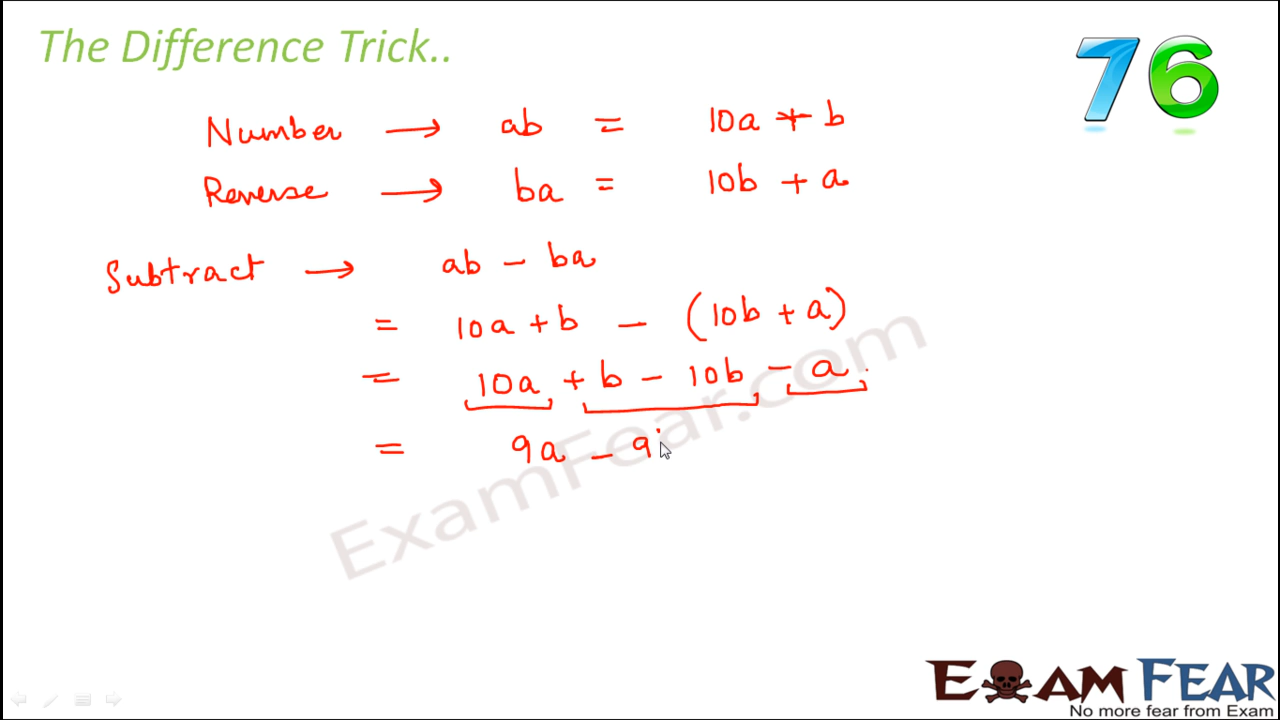 The Difference Trick..
76
Number → ab = 10a + b
Reverse → ba = 10b + a
Subtract → ab - ba
= 10a + b - (10b + a)
= 10a + b - 10b - a
= 9a - 9
ExamFear.com
EXAM FEAR
No more fear from Exam